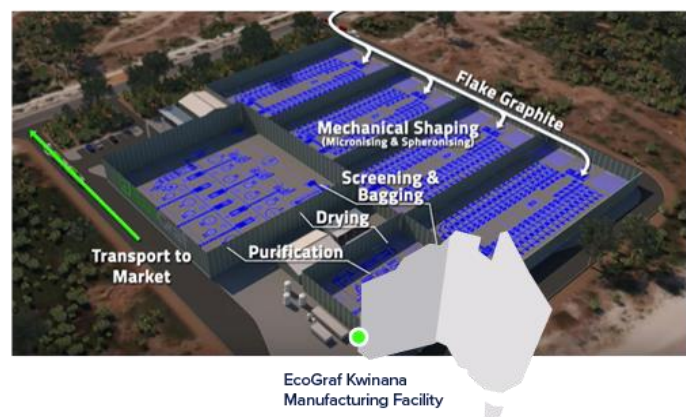 Flake Graphite
Mechanical Shaping
(Micronising & Spheronising)
Screening &
Bagging
Drying
Purification
Transport to
Market
EcoGraf Kwinana
Manufacturing Facility